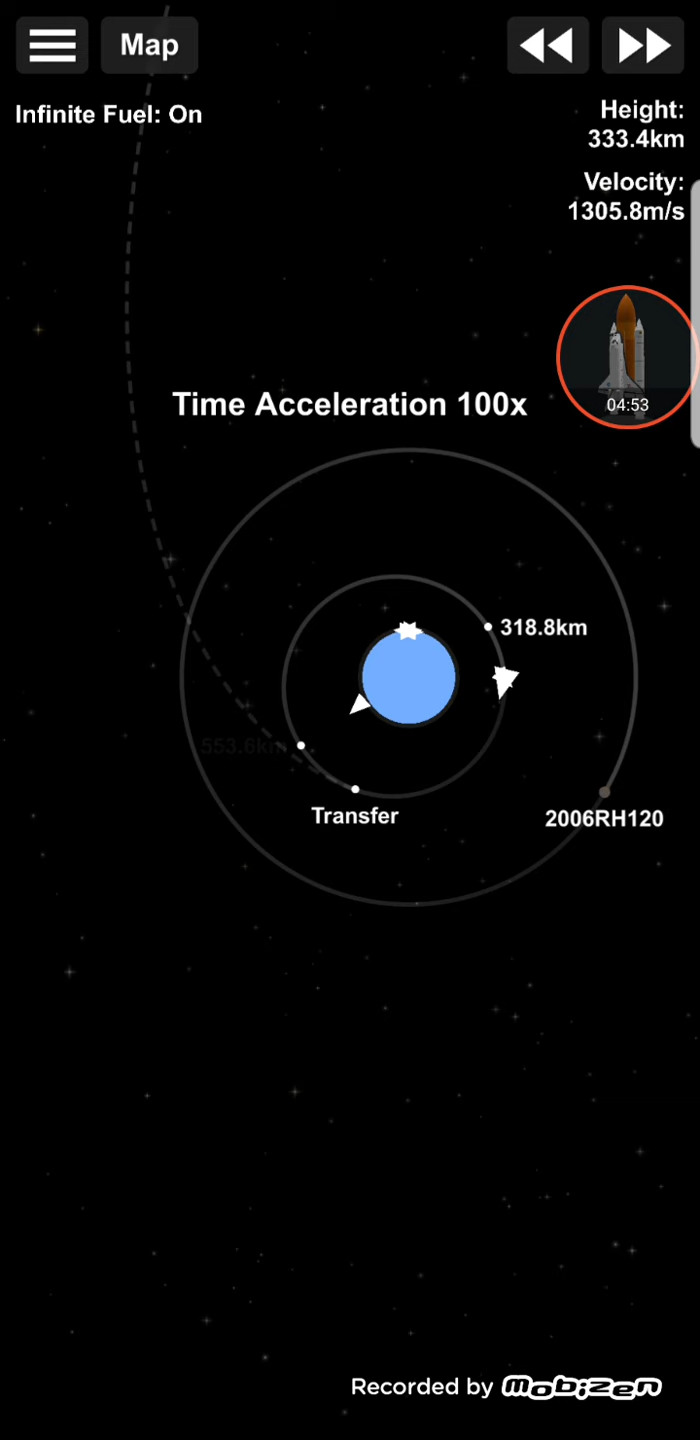 Map
Infinite Fuel: On
Height:
333.4km
Velocity:
1305.8m/s
04:53
Time Acceleration 100x
318.8km
553.6km
Transfer
2006RH120
Recorded by mobizen